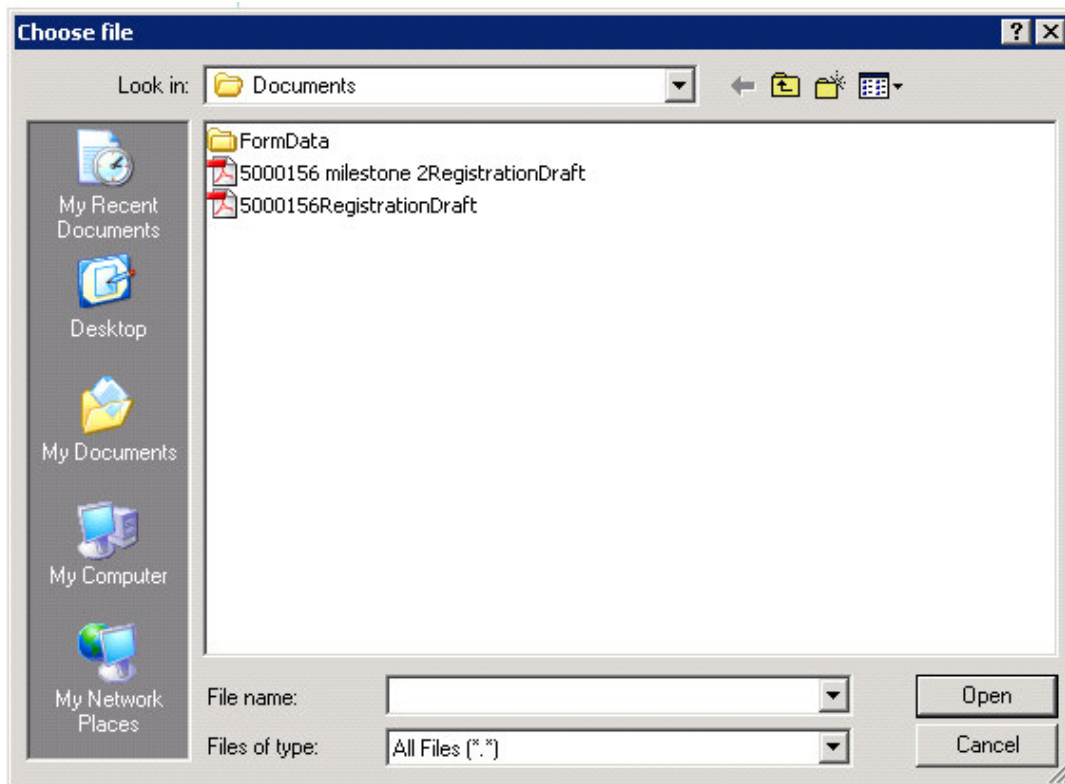 Choose file
Look in: Documents
FormData
5000156 milestone 2RegistrationDraft
5000156RegistrationDraft
My Recent
Documents
Desktop
My Documents
My Computer
My Network
Places
File name:
Open
Files of type: All Files (*.*)
Cancel